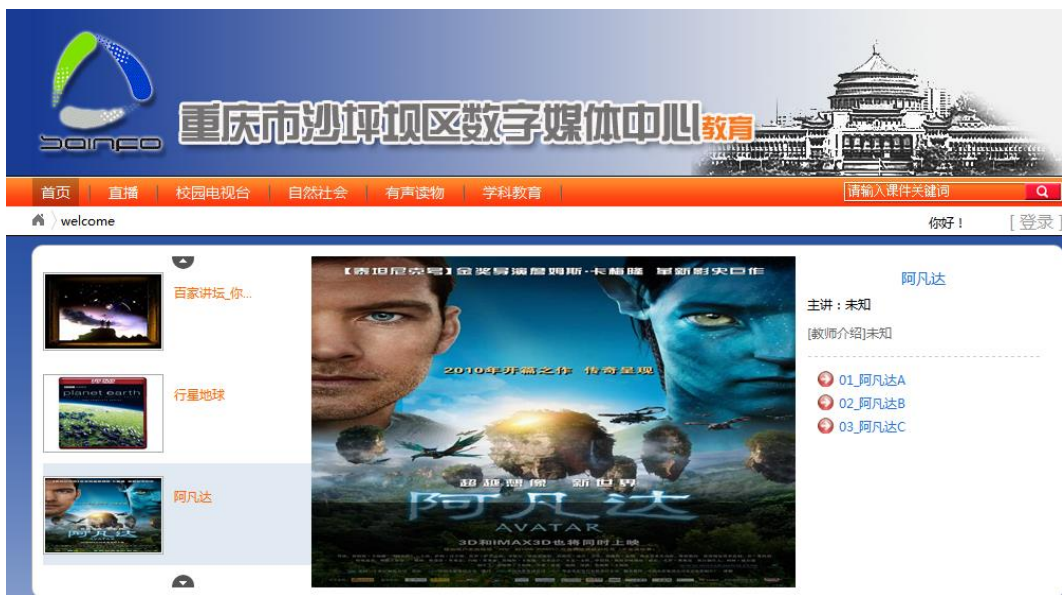 sainfo
重庆市沙坪坝区数字媒体中心教育
首页 直播 校园电视台 自然社会 有声读物 学科教育
请输入课件关键词
welcome
你好！ [ 登录 ]
百家讲坛_你...
planet earth
行星地球
阿凡达
【泰坦尼克号】金奖导演詹姆斯·卡梅隆 革新影史巨作
2010年开篇之作 传奇呈现
超越想像 新世界
阿凡达
AVATAR
3D和IMAX3D也将同时上映
阿凡达
主讲：未知
[教师介绍]未知
01_阿凡达A
02_阿凡达B
03_阿凡达C